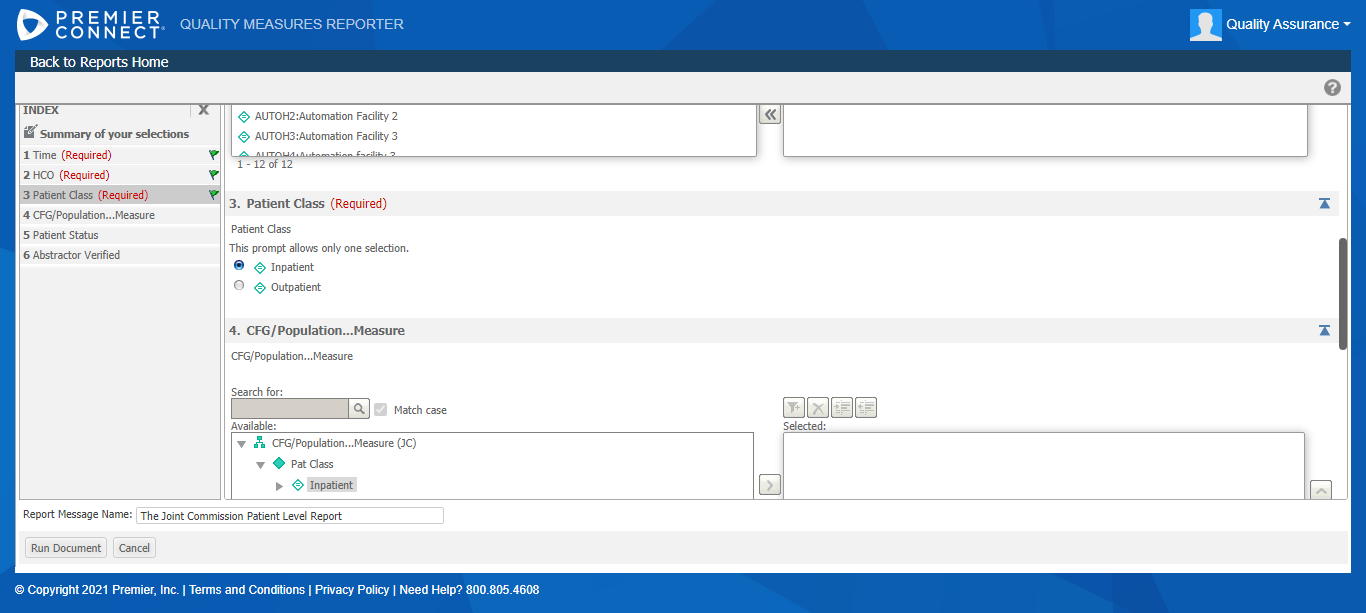 PREMIER CONNECT QUALITY MEASURES REPORTER
Quality Assurance
Back to Reports Home
?
INDEX X
Summary of your selections
1 Time (Required)
2 HCO (Required)
3 Patient Class (Required)
4 CFG/Population...Measure
5 Patient Status
6 Abstractor Verified
AUTOH2:Automation Facility 2
AUTOH3:Automation Facility 3
AUTOH4:Automation facility 3
1 - 12 of 12
3. Patient Class (Required)
Patient Class
This prompt allows only one selection.
Inpatient
Outpatient
4. CFG/Population...Measure
CFG/Population...Measure
Search for:
Match case
Available:
Selected:
CFG/Population...Measure (JC)
Pat Class
Inpatient
Report Message Name: The Joint Commission Patient Level Report
Run Document Cancel
© Copyright 2021 Premier, Inc. | Terms and Conditions | Privacy Policy | Need Help? 800.805.4608